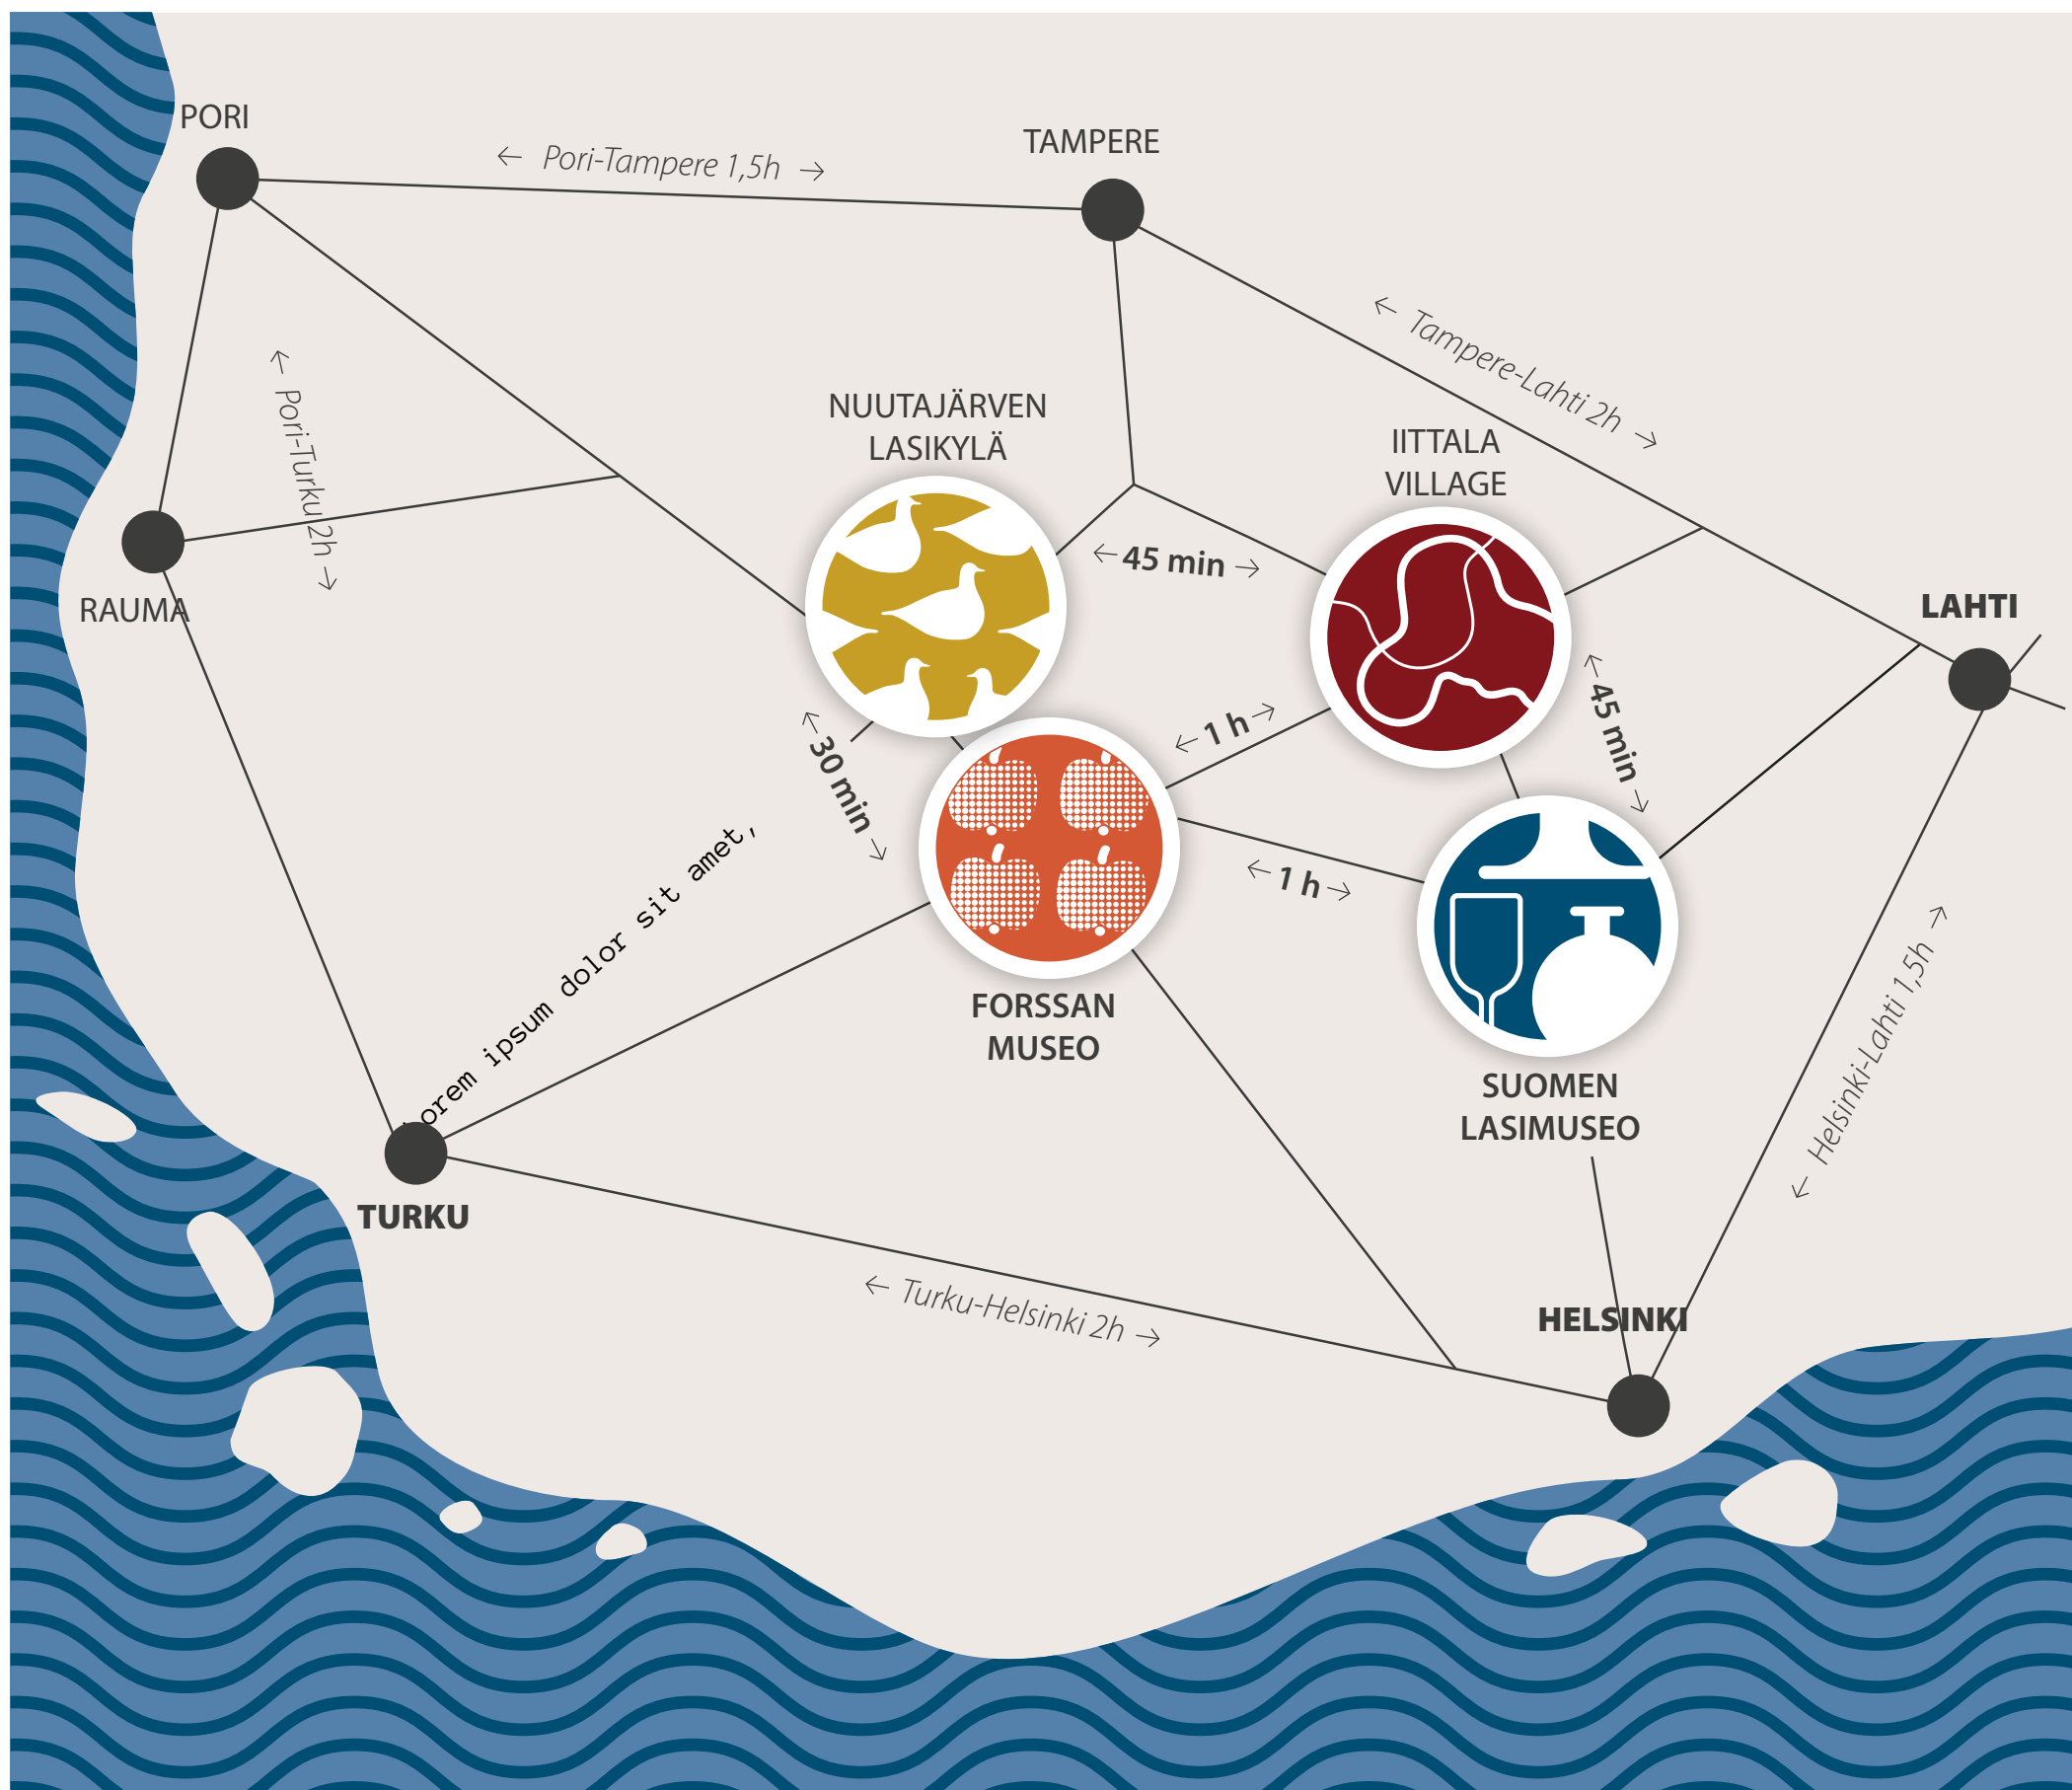 PORI
← Pori-Tampere 1,5h →
TAMPERE
← Tampere-Lahti 2h →
← Pori-Turku 2h →
NUUTAJÄRVEN
LASIKYLÄ
IITTALA
VILLAGE
← 45 min →
RAUMA
LAHTI
← 45 min →
← 1 h →
← 30 min →
← 1 h →
orem ipsum dolor sit amet,
FORSSAN
MUSEO
SUOMEN
LASIMUSEO
← Helsinki-Lahti 1,5h →
TURKU
← Turku-Helsinki 2h →
HELSINKI